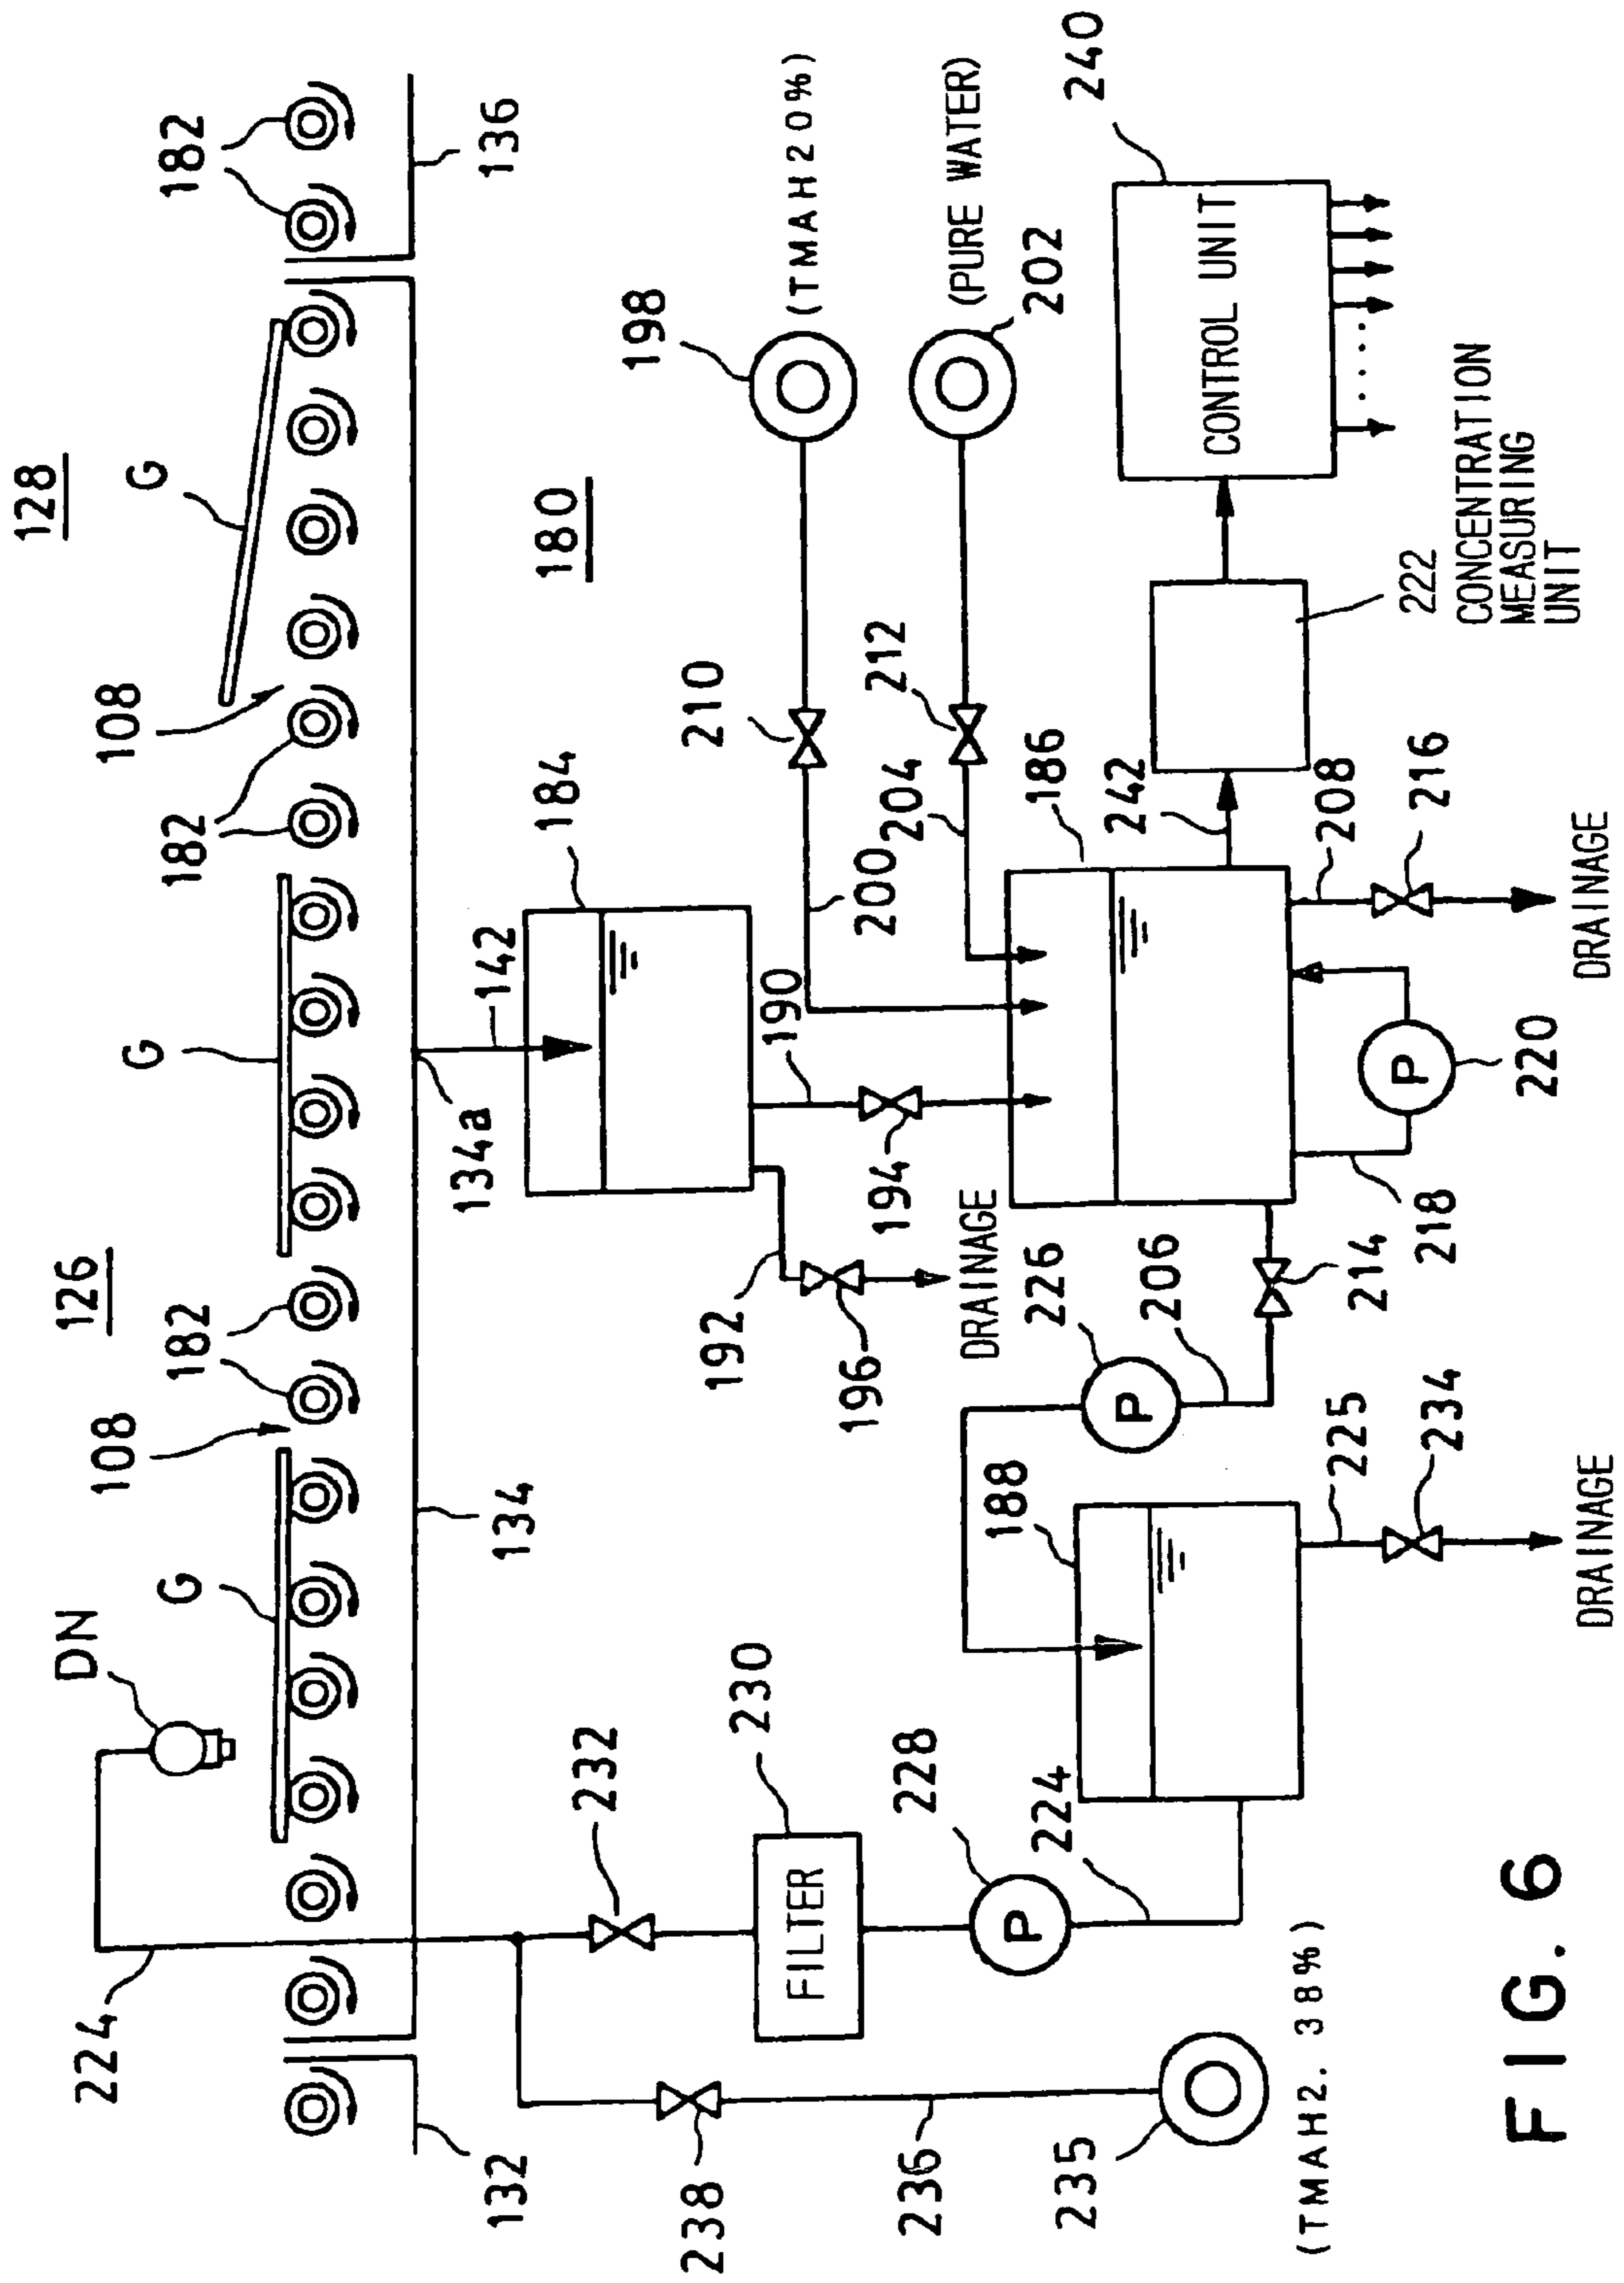 126
128
DN
G
108
182
G
182
108
G
182
224
132
134
134a
142
136
180
184
198
(TMAH20%)
232
230
FILTER
238
192
196
194
190
210
200
204
212
202
(PURE WATER)
DRAINAGE
228
224
236
235
(TMAH2.38%)
188
226
206
214
186
242
240
CONTROL UNIT
222
CONCENTRATION
MEASURING
UNIT
225
234
DRAINAGE
218
220
208
216
DRAINAGE
P
P
P
FIG. 6